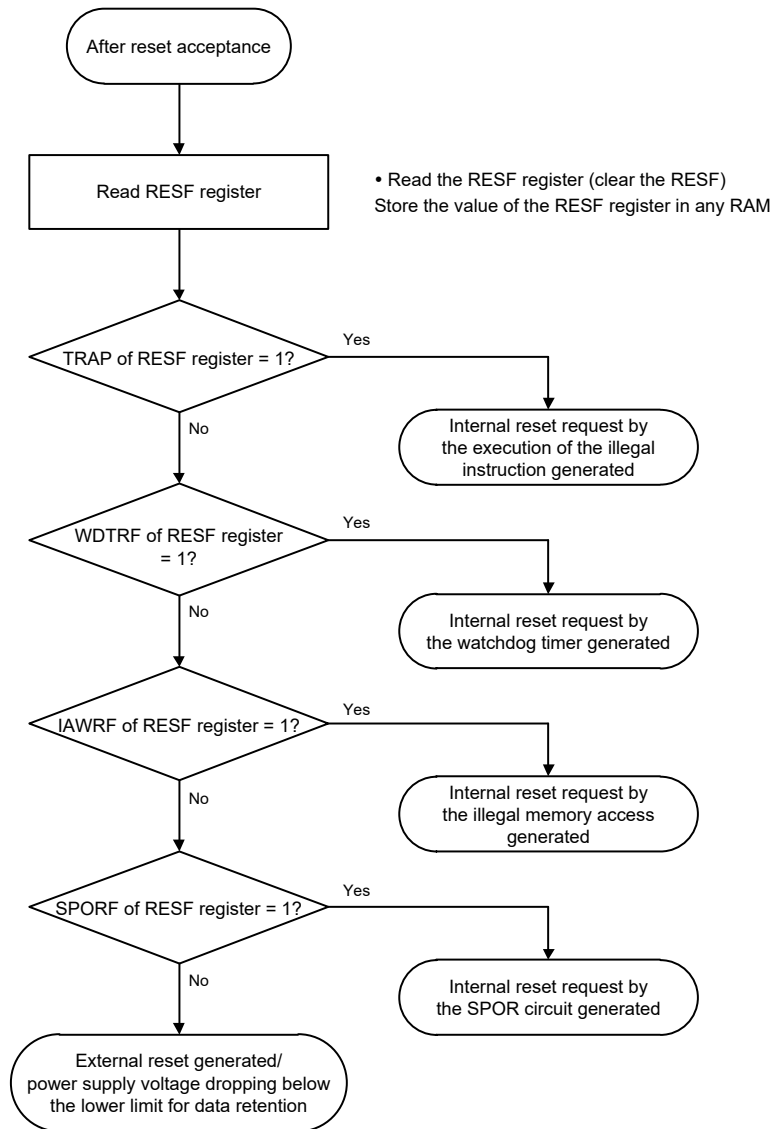 After reset acceptance
Read RESF register
• Read the RESF register (clear the RESF)
Store the value of the RESF register in any RAM
TRAP of RESF register = 1?
Yes
No
Internal reset request by
the execution of the illegal
instruction generated
WDTRF of RESF register
= 1?
Yes
No
Internal reset request by
the watchdog timer generated
IAWRF of RESF register = 1?
Yes
No
Internal reset request by
the illegal memory access
generated
SPORF of RESF register = 1?
Yes
No
Internal reset request by
the SPOR circuit generated
External reset generated/
power supply voltage dropping below
the lower limit for data retention